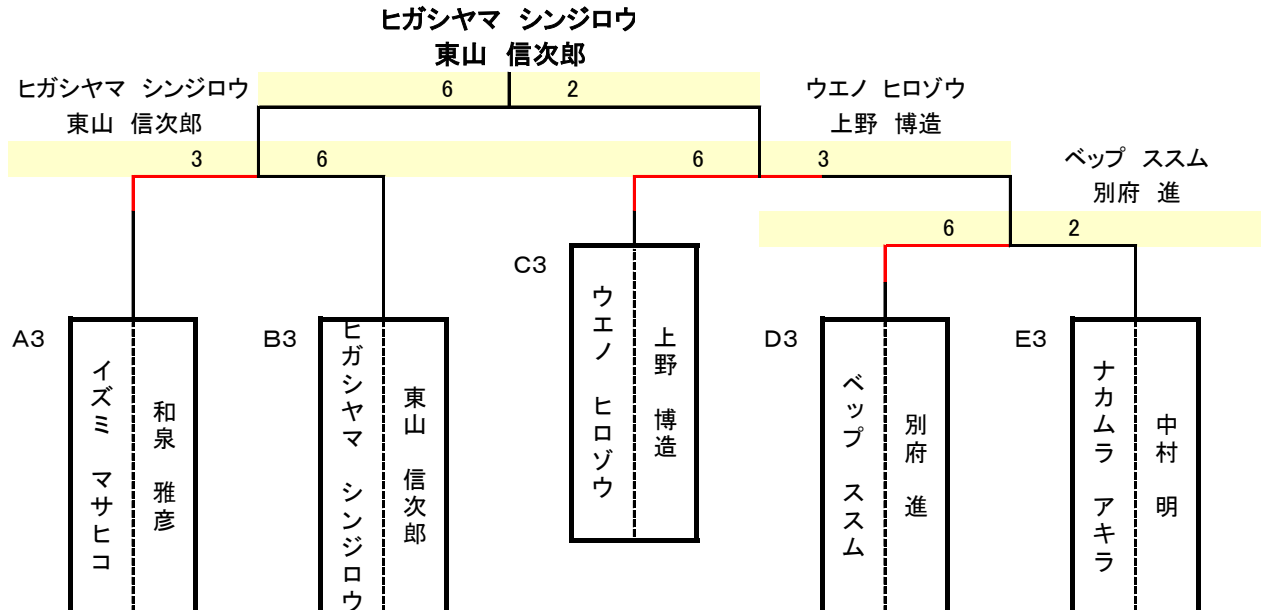 ヒガシヤマ　シンジロウ
東山　信次郎
ヒガシヤマ　シンジロウ
東山　信次郎
6 2
ウエノ ヒロゾウ
上野　博造
3 6 6 3
ベップ　ススム
別府　進
6 2
C3
ウエノ　ヒロゾウ
上野　博造
A3
イズミ　マサヒコ
和泉　雅彦
B3
ヒガシヤマ　シンジロウ
東山　信次郎
D3
ベップ　ススム
別府　進
E3
ナカムラ　アキラ
中村　明